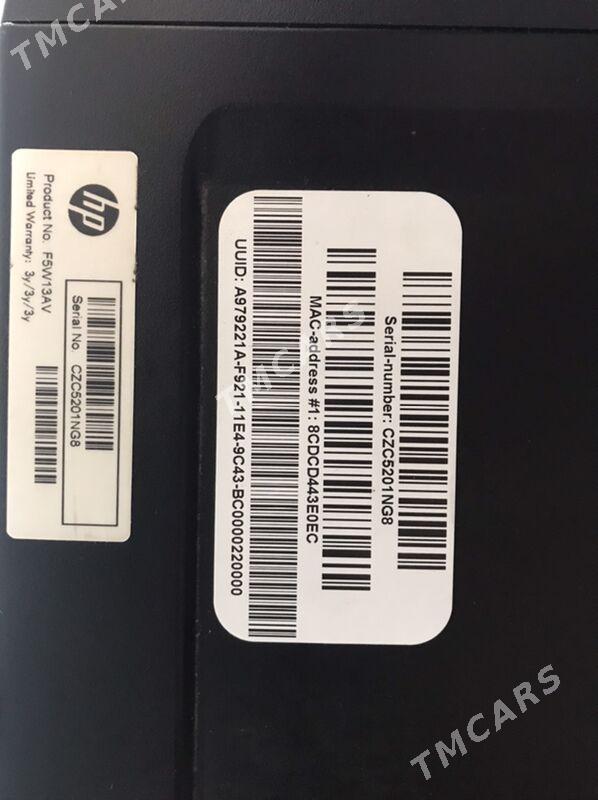 TMCARS
hp
Product No. F5W13AV
Limited Warranty: 3y/3y/3y
Serial No. CZC5201NG8
Serial-number: CZC5201NG8
MAC-address #1: 8CDCD443E0EC
UUID: A979221A-F921-11E4-9C43-BC0000220000
TMCARS
TMCARS